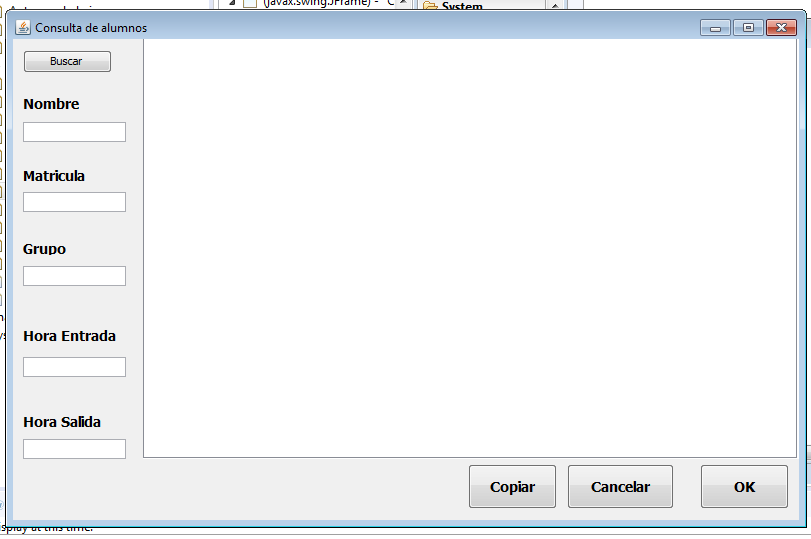 (javax.swing.JFrame) - "C
System
Consulta de alumnos
Buscar
Nombre
Matricula
Grupo
Hora Entrada
Hora Salida
Copiar
Cancelar
OK
splay at this time.